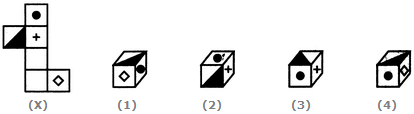 (X) (1) (2) (3) (4)